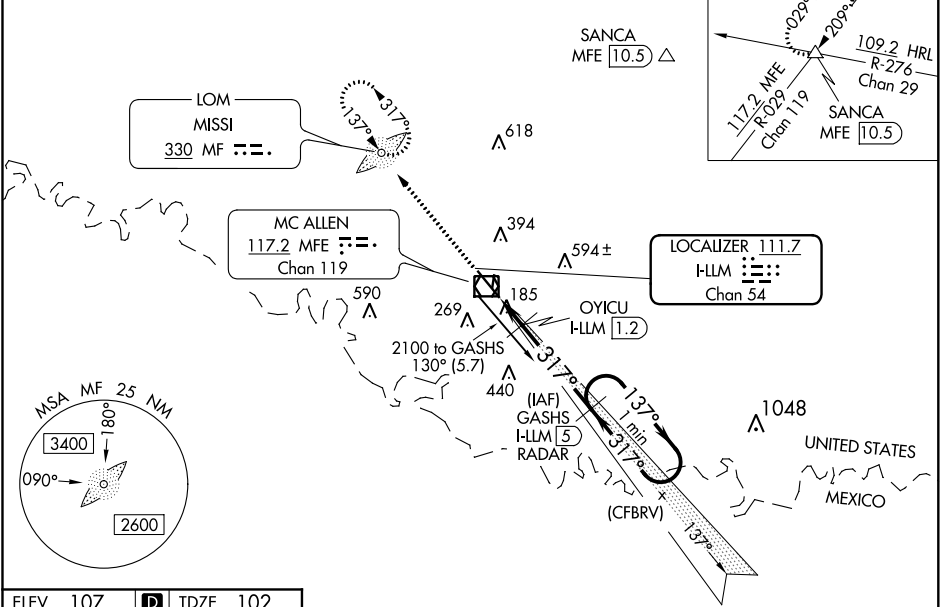 SANCA
MFE 10.5
029°
209°
109.2 HRL
R-276
Chan 29
117.2 MFE
R-029
Chan 119
SANCA
MFE 10.5
LOM
MISSI
330 MF
317°
137°
618
MC ALLEN
117.2 MFE
Chan 119
394
594±
LOCALIZER 111.7
I-LLM
Chan 54
590
269
185
OYICU
I-LLM 1.2
2100 to GASHS
130° (5.7)
440
317°
(IAF)
GASHS
I-LLM 5
RADAR
137°
1 min
317°
1048
UNITED STATES
MEXICO
(CFBRV)
137°
MSA MF 25 NM
180°
3400
090°
2600
ELEV 107 D TDZE 102